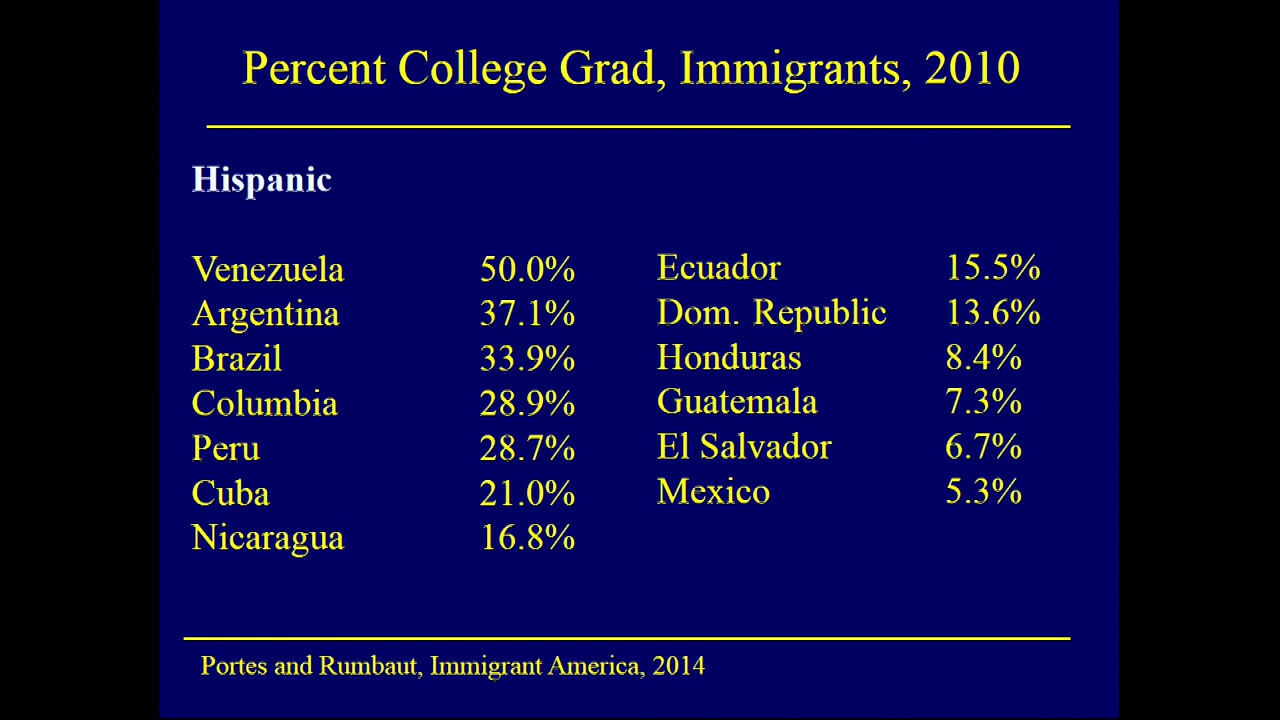 Percent College Grad, Immigrants, 2010
Hispanic
Venezuela 50.0%
Argentina 37.1%
Brazil 33.9%
Columbia 28.9%
Peru 28.7%
Cuba 21.0%
Nicaragua 16.8%
Ecuador 15.5%
Dom. Republic 13.6%
Honduras 8.4%
Guatemala 7.3%
El Salvador 6.7%
Mexico 5.3%
Portes and Rumbaut, Immigrant America, 2014